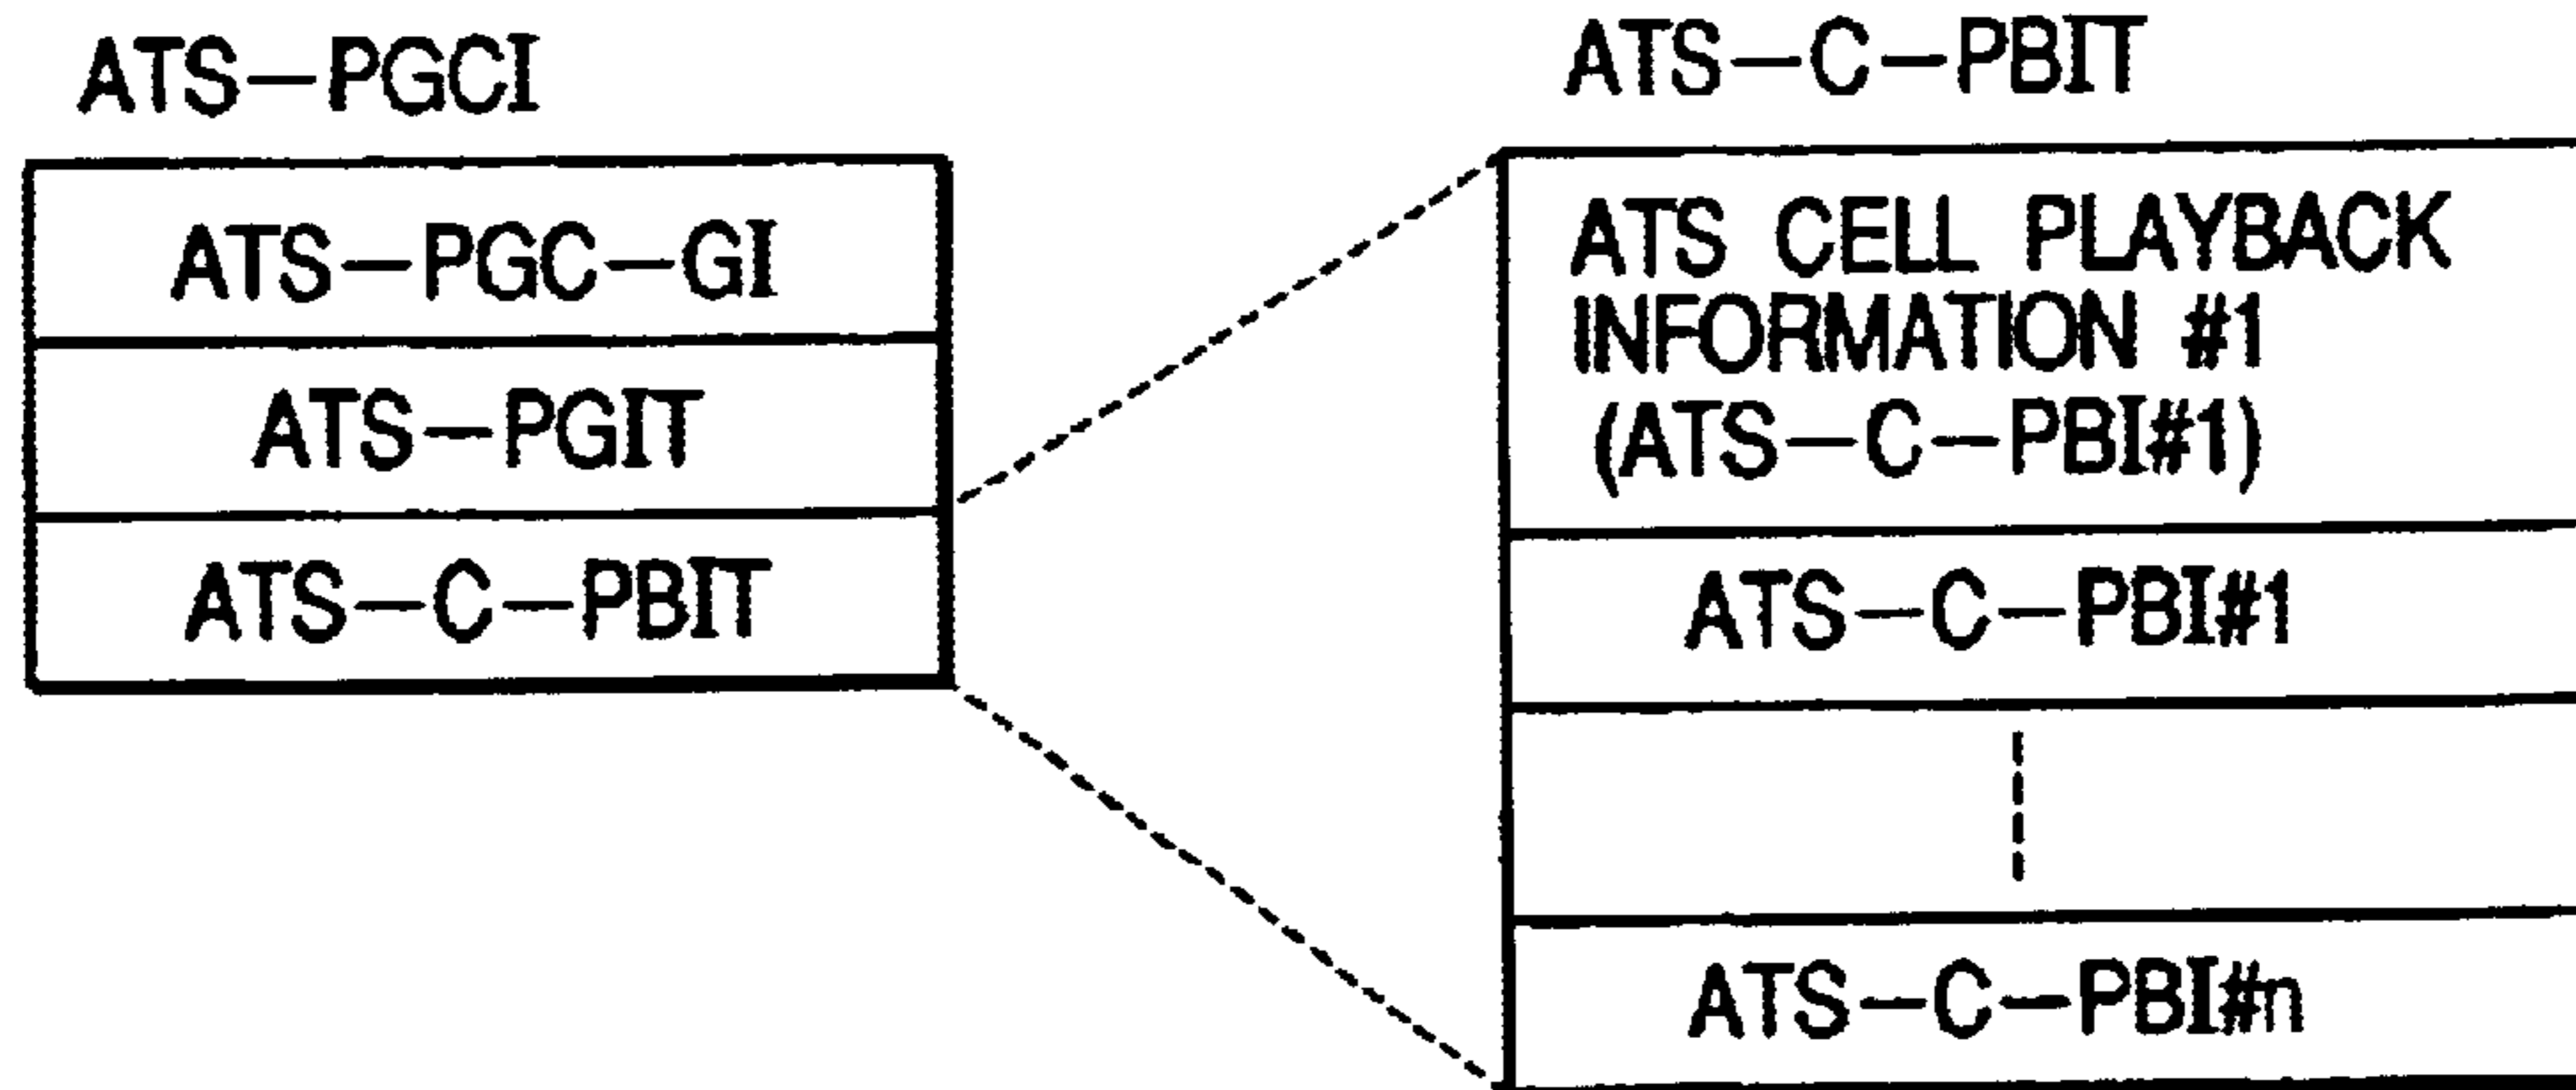 ATS-PGCI
ATS-PGC-GI
ATS-PGIT
ATS-C-PBIT
ATS-C-PBIT
ATS CELL PLAYBACK
INFORMATION #1
(ATS-C-PBI#1)
ATS-C-PBI#1
ATS-C-PBI#n